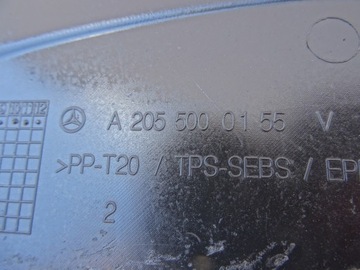 A 205 500 01 55 V
>PP-T20 / TPS-SEBS / EP
2